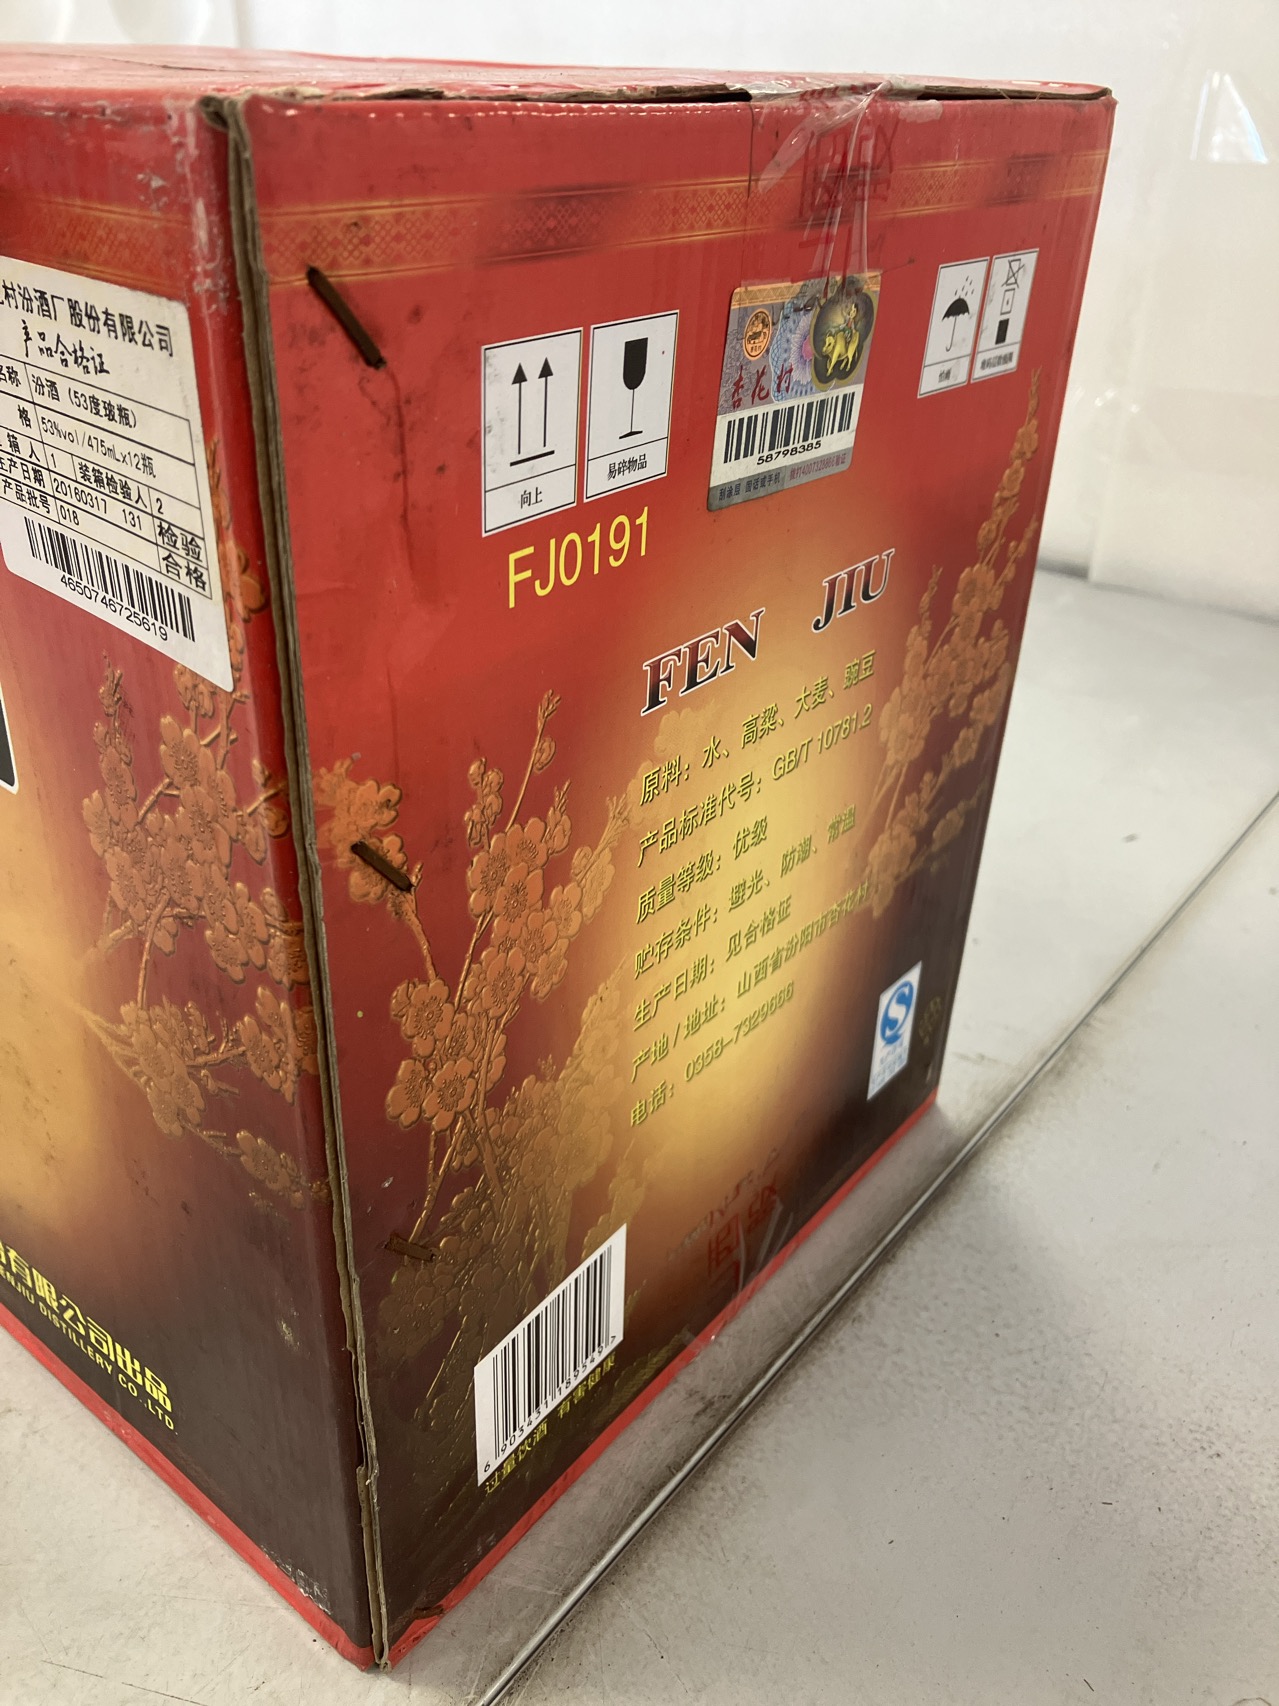 村汾酒厂股份有限公司
产品合格证
名称 汾酒（53度玻瓶）
格 53%vol/475mL×12瓶
箱人 1 装箱检验人 2
生产日期 20160317 131 检验
产品批号 018 合格
4650746725619
向上
易碎物品
杏花村
58798385
怕雨
FJ0191
FEN JIU
原料：水、高粱、大麦、豌豆
产品标准代号：GB/T 10781.2
质量等级：优级
贮存条件：避光、防潮、常温
生产日期：见合格证
产地/地址：山西省汾阳市杏花村
电话：0358-7329666
有限公司出品
ENJIU DISTILLERY CO.,LTD.
过量饮酒 有害健康